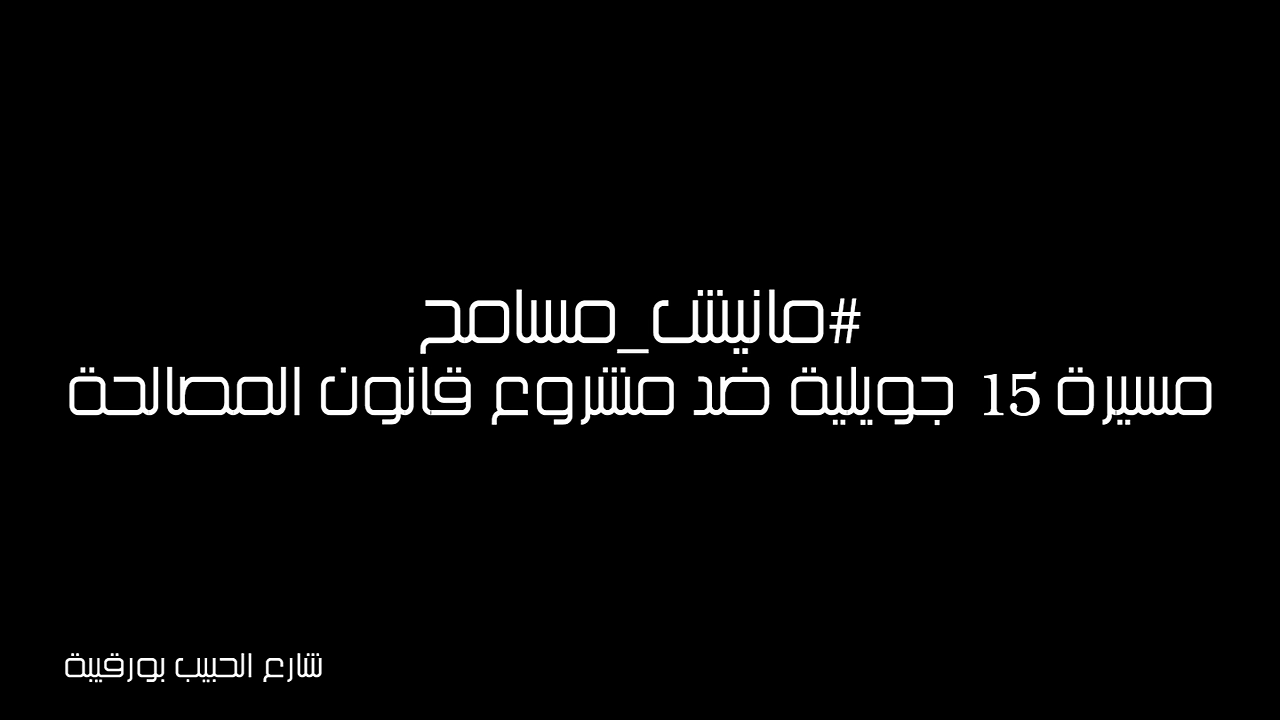 #مانيش_مسامح
مسيرة 15 جويلية ضد مشروع قانون المصالحة
شارع الحبيب بورقيبة